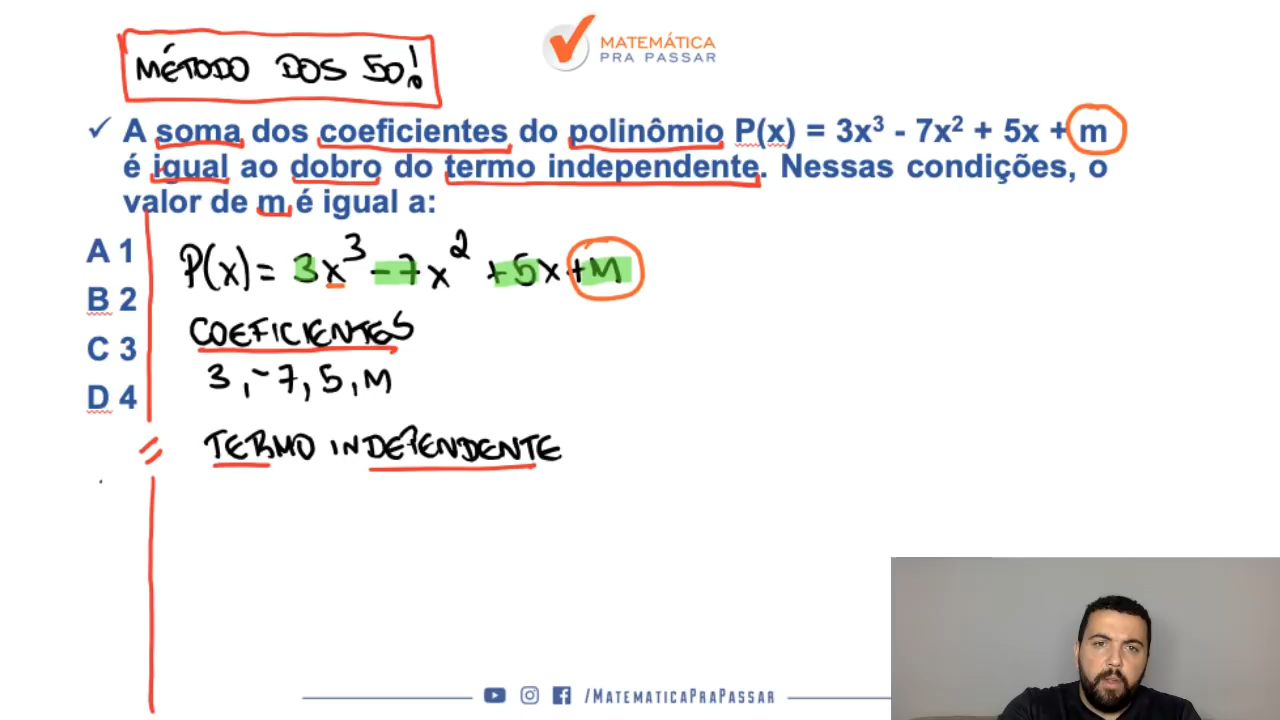 MÉTODO DOS 50!
MATEMÁTICA
PRA PASSAR
✓ A soma dos coeficientes do polinômio P(x) = 3x³ - 7x² + 5x + m
é igual ao dobro do termo independente. Nessas condições, o
valor de m é igual a:
A 1
B 2
C 3
D 4
P(x) = 3x³ -7x² +5x +M
COEFICIENTES
3, -7, 5, M
TERMO INDEPENDENTE
/MATEMATICAPRAPASSAR